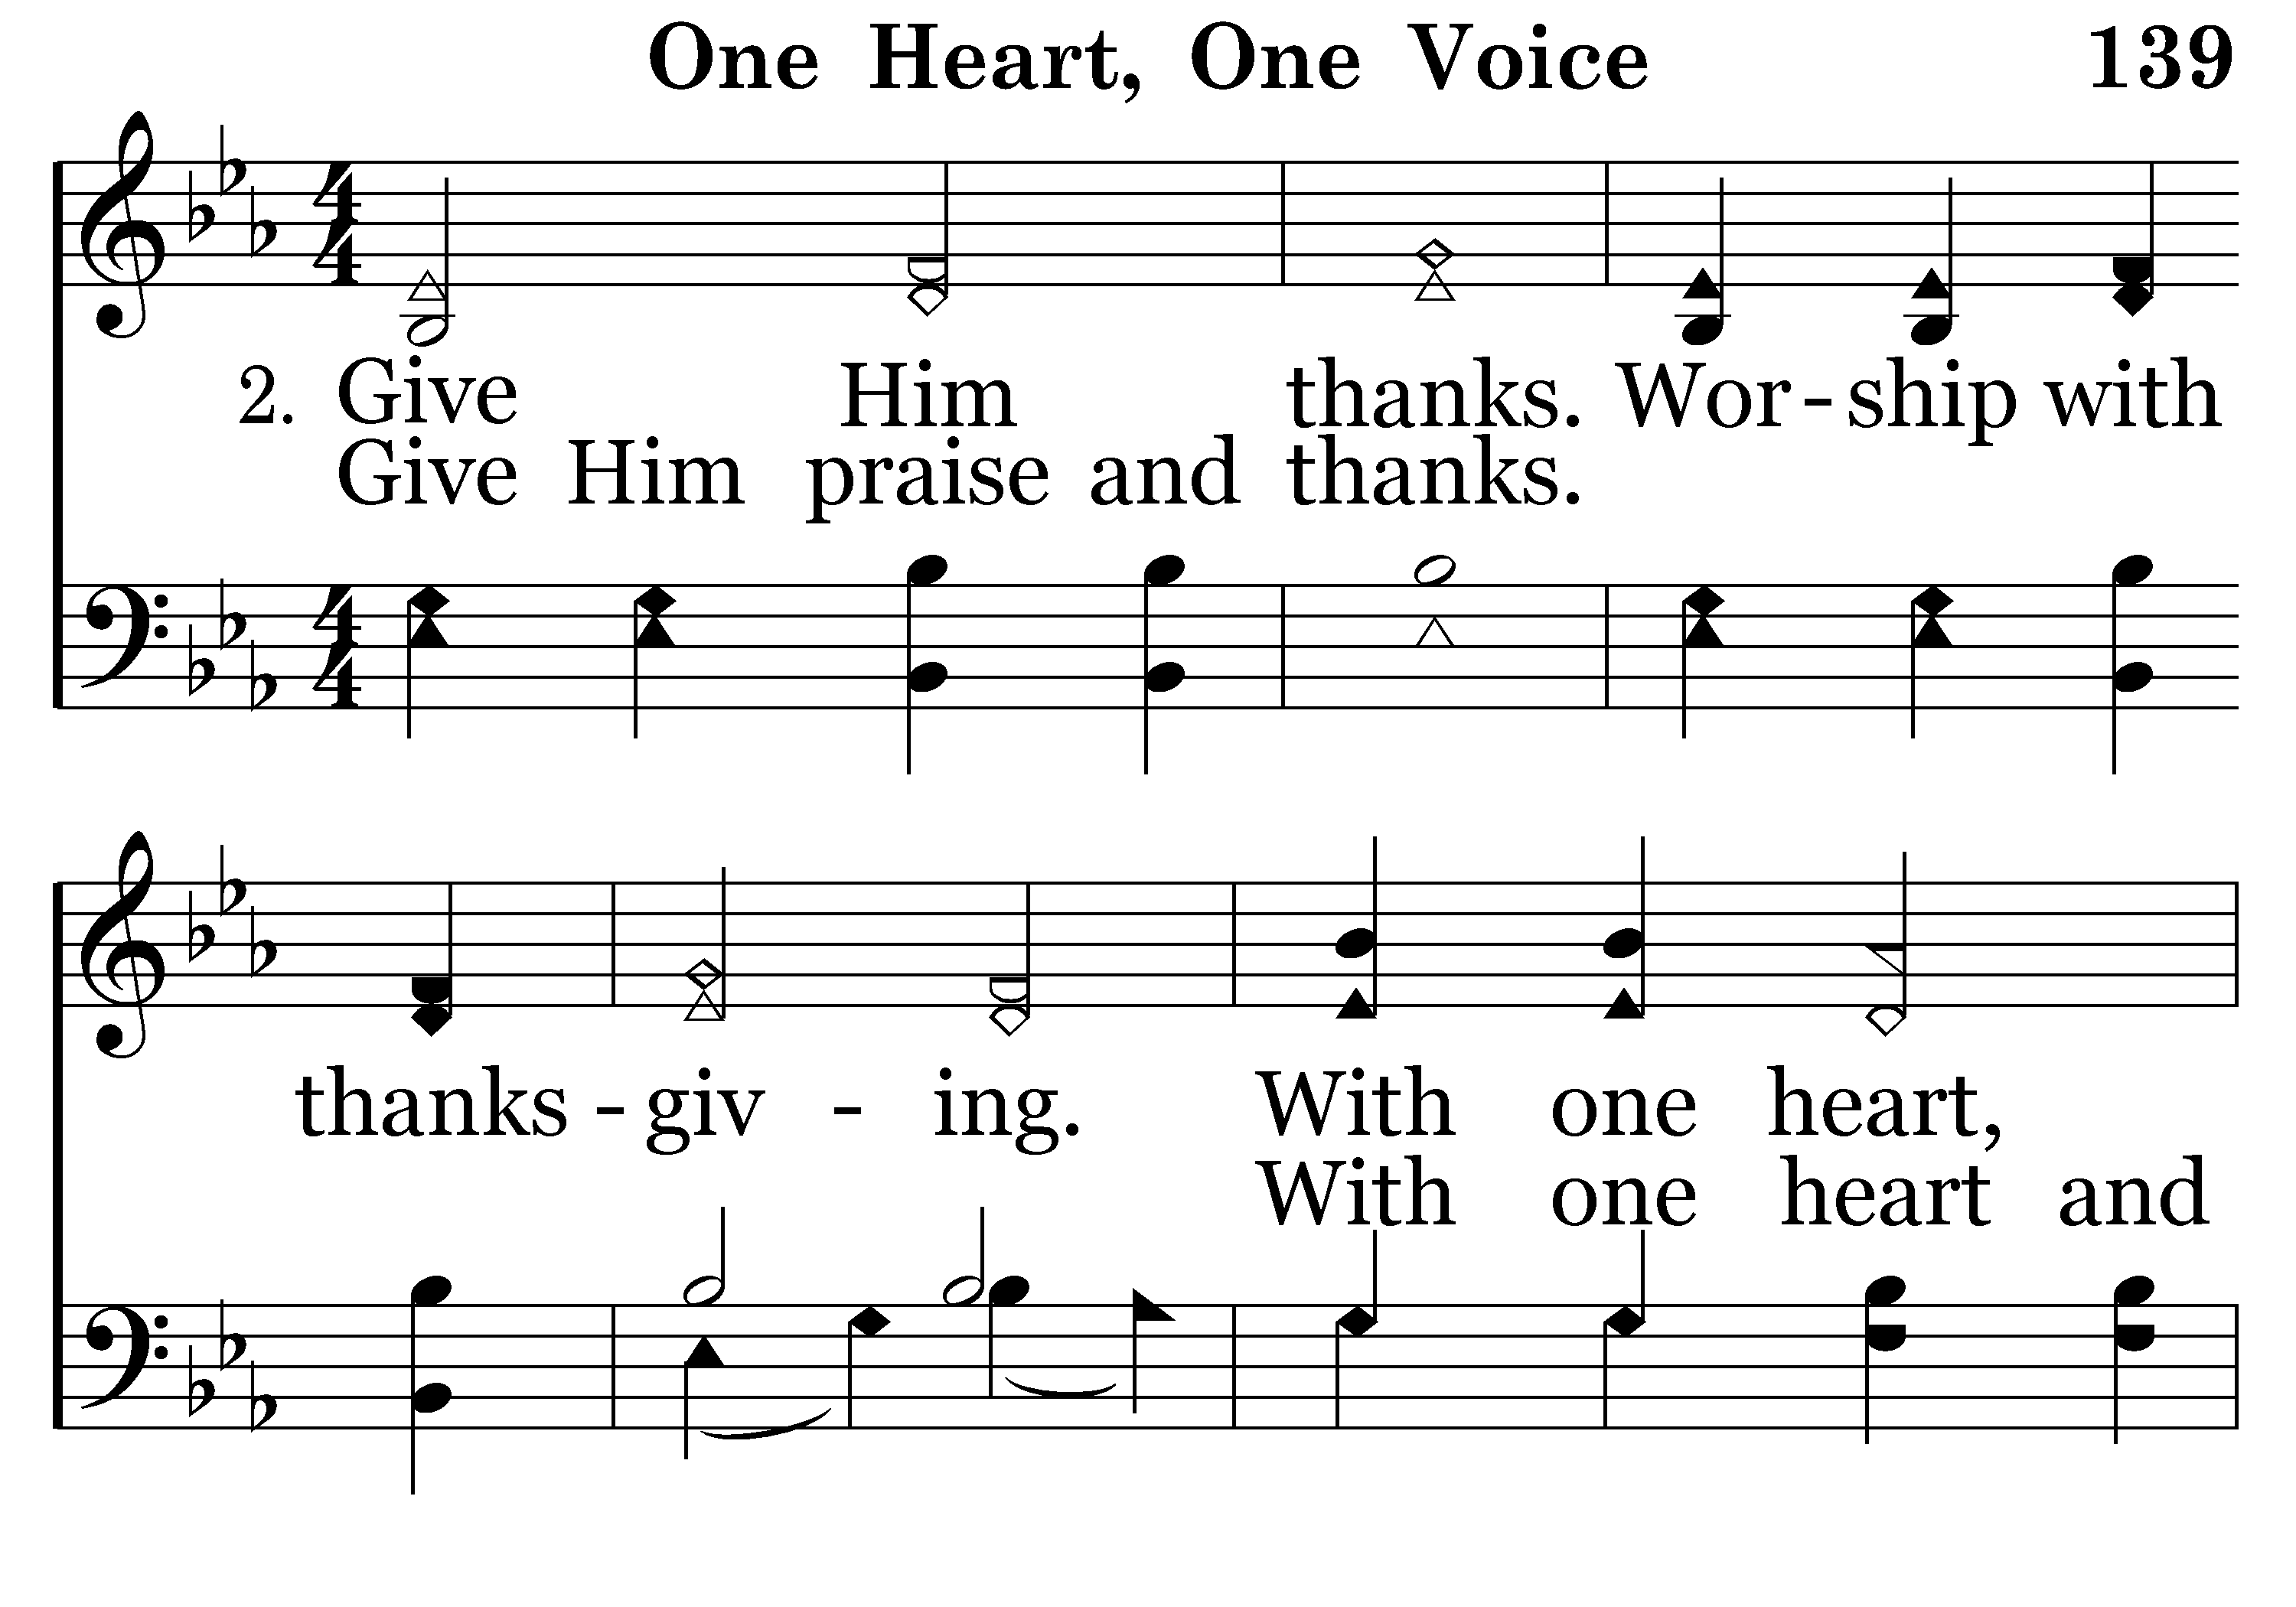 One Heart, One Voice 139
2. Give Him thanks. Wor - ship with
Give Him praise and thanks.
thanks - giv - ing. With one heart,
With one heart and